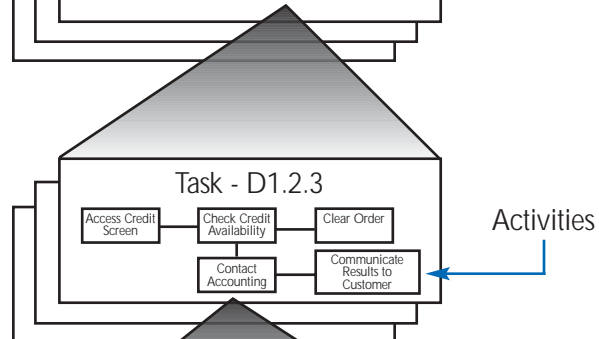 Task - D1.2.3
Access Credit
Screen
Check Credit
Availability
Clear Order
Contact
Accounting
Communicate
Results to
Customer
Activities